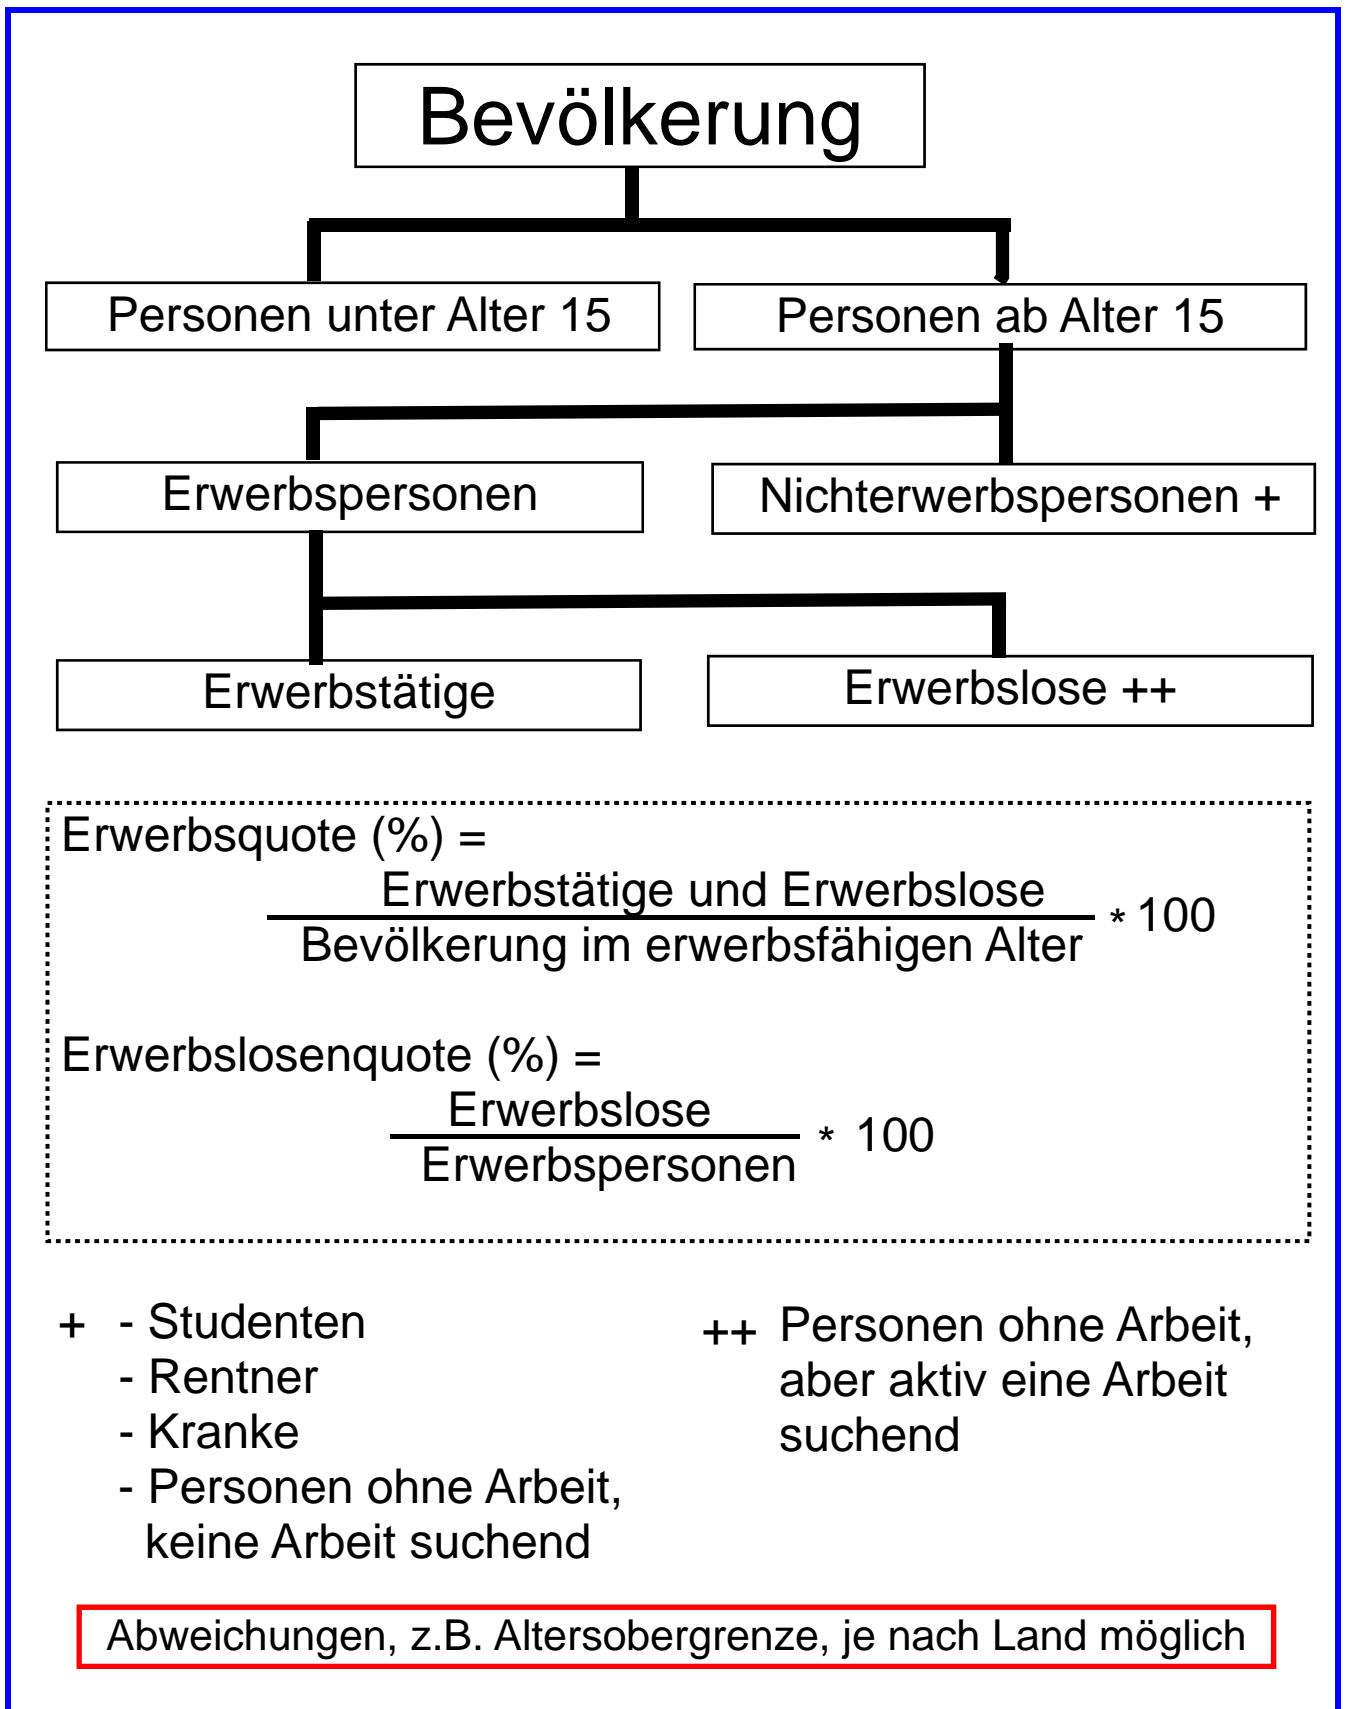 Bevölkerung
Personen unter Alter 15
Personen ab Alter 15
Erwerbspersonen
Nichterwerbspersonen +
Erwerbstätige
Erwerbslose ++
Erwerbsquote (%) =
Erwerbstätige und Erwerbslose
Bevölkerung im erwerbsfähigen Alter
* 100
Erwerbslosenquote (%) =
Erwerbslose
Erwerbspersonen
* 100
+ - Studenten
- Rentner
- Kranke
- Personen ohne Arbeit,
keine Arbeit suchend
++ Personen ohne Arbeit,
aber aktiv eine Arbeit
suchend
Abweichungen, z.B. Altersobergrenze, je nach Land möglich